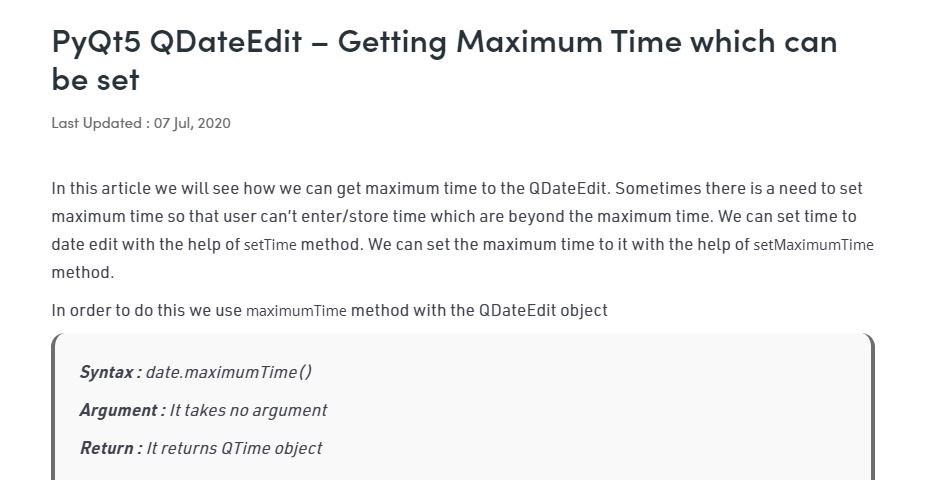 PyQt5 QDateEdit – Getting Maximum Time which can
be set
Last Updated : 07 Jul, 2020
In this article we will see how we can get maximum time to the QDateEdit. Sometimes there is a need to set
maximum time so that user can't enter/store time which are beyond the maximum time. We can set time to
date edit with the help of setTime method. We can set the maximum time to it with the help of setMaximumTime
method.
In order to do this we use maximumTime method with the QDateEdit object
Syntax : date.maximumTime()
Argument : It takes no argument
Return : It returns QTime object